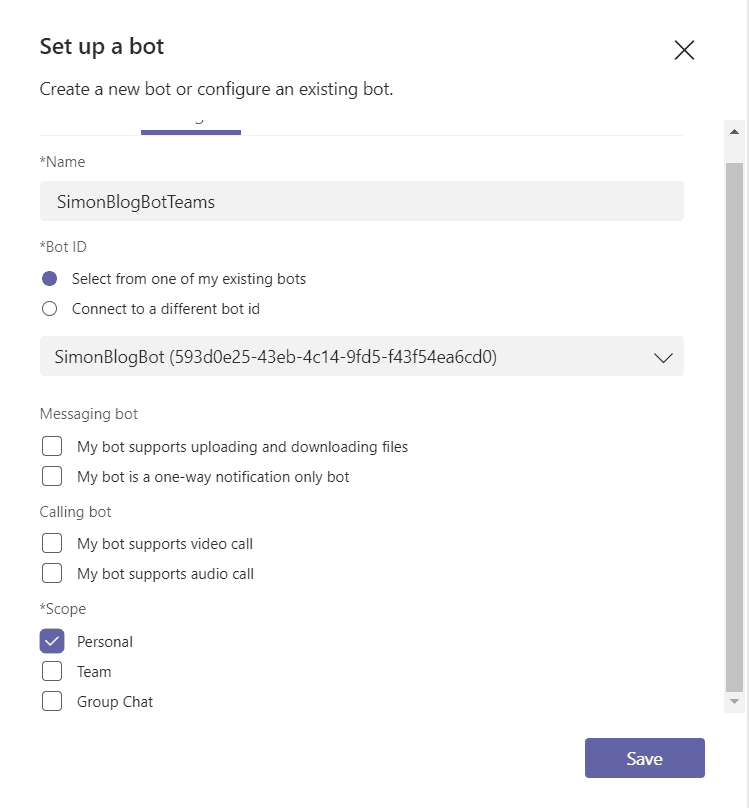 Set up a bot
Create a new bot or configure an existing bot.
*Name
SimonBlogBotTeams
*Bot ID
Select from one of my existing bots
Connect to a different bot id
SimonBlogBot (593d0e25-43eb-4c14-9fd5-f43f54ea6cd0)
Messaging bot
My bot supports uploading and downloading files
My bot is a one-way notification only bot
Calling bot
My bot supports video call
My bot supports audio call
*Scope
Personal
Team
Group Chat
Save